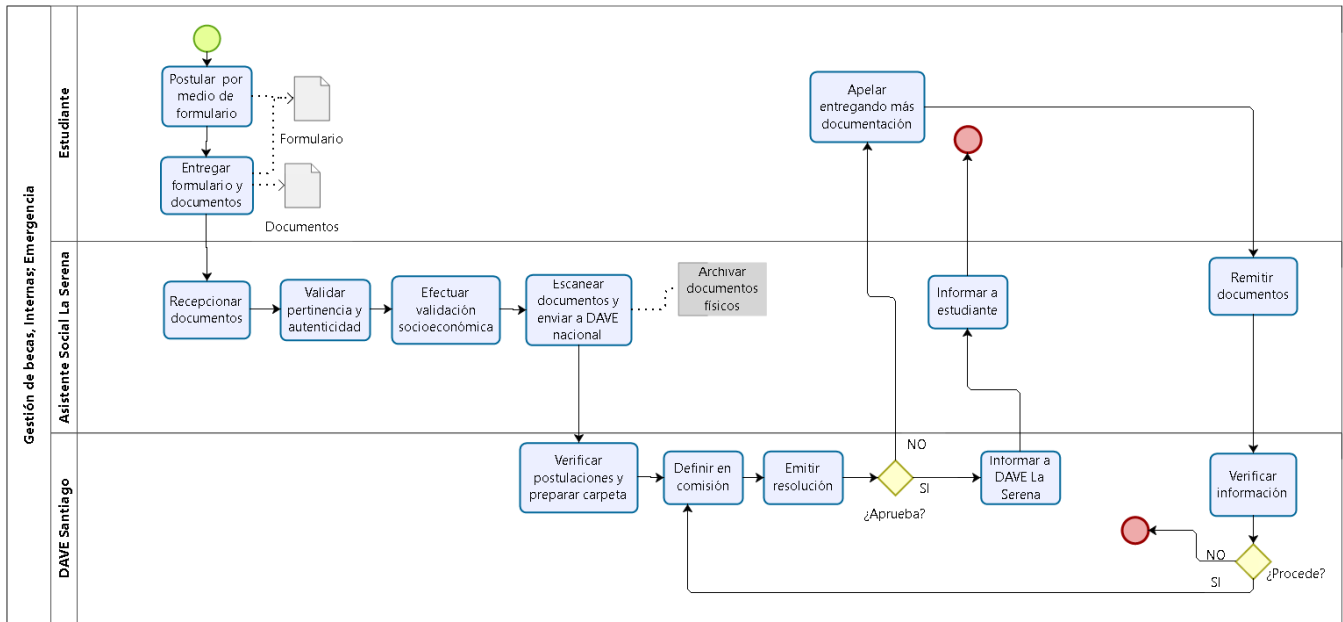 Gestión de becas, Internas; Emergencia
Estudiante
Postular por
medio de
formulario
Formulario
Entregar
formulario y
documentos
Documentos
Apelar
entregando más
documentación
Asistente Social La Serena
Recepcionar
documentos
Validar
pertinencia y
autenticidad
Efectuar
validación
socioeconómica
Escanear
documentos y
enviar a DAVE
nacional
Archivar
documentos
físicos
Informar a
estudiante
Remitir
documentos
DAVE Santiago
Verificar
postulaciones y
preparar carpeta
Definir en
comisión
Emitir
resolución
¿Aprueba?
NO
SI
Informar a
DAVE La
Serena
Verificar
información
¿Procede?
NO
SI